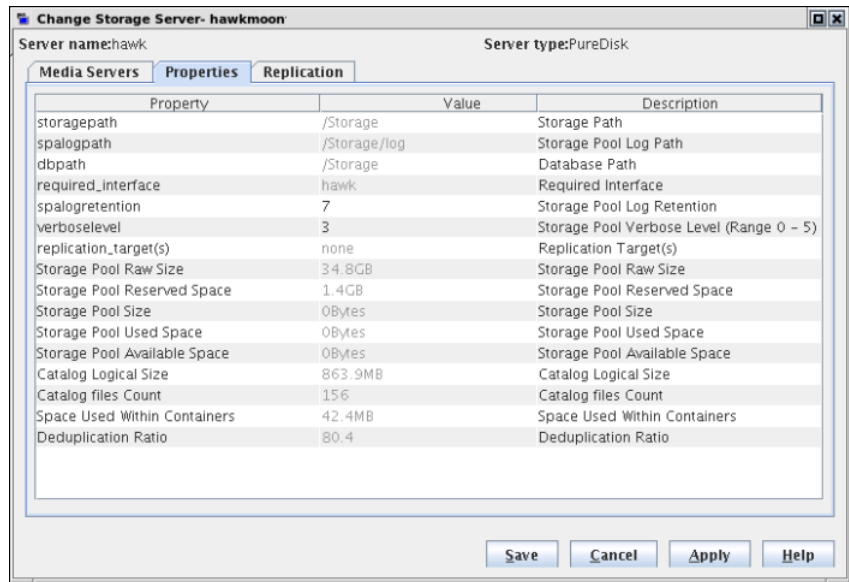 Change Storage Server- hawkmoon
Server name:hawk Server type:PureDisk
Media Servers Properties Replication
Property Value Description
storagepath /Storage Storage Path
spalogpath /Storage/log Storage Pool Log Path
dbpath /Storage Database Path
required_interface hawk Required Interface
spalogretention 7 Storage Pool Log Retention
verboselevel 3 Storage Pool Verbose Level (Range 0 – 5)
replication_target(s) none Replication Target(s)
Storage Pool Raw Size 34.8GB Storage Pool Raw Size
Storage Pool Reserved Space 1.4GB Storage Pool Reserved Space
Storage Pool Size 0Bytes Storage Pool Size
Storage Pool Used Space 0Bytes Storage Pool Used Space
Storage Pool Available Space 0Bytes Storage Pool Available Space
Catalog Logical Size 863.9MB Catalog Logical Size
Catalog files Count 156 Catalog files Count
Space Used Within Containers 42.4MB Space Used Within Containers
Deduplication Ratio 80.4 Deduplication Ratio
Save Cancel Apply Help